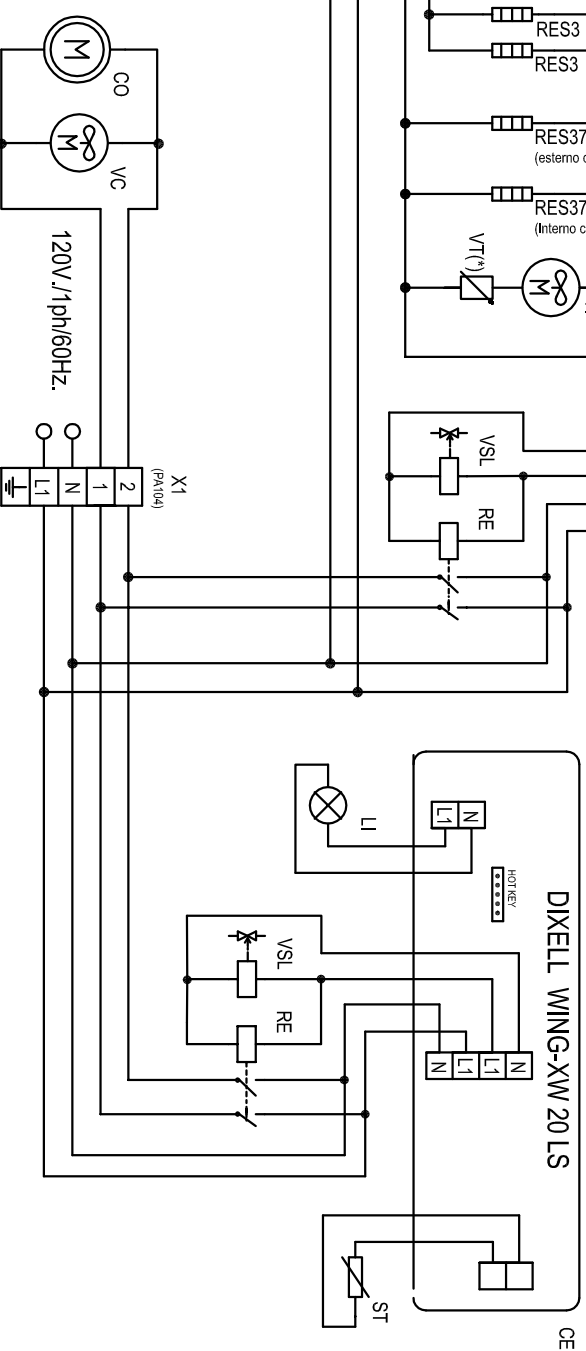 RES3
RES3
RES37
(esterno c
RES37
(Interno c
VT(*)
M
M
CO
M
VC
120V./1ph/60Hz.
X1
(PA104)
L1
N
1
2
VSL
RE
LI
L1
N
HOT KEY
DIXELL WING-XW 20 LS
VSL
RE
N
L1
L1
N
ST
CE